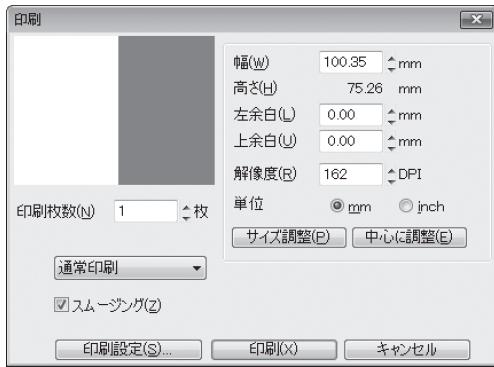 印刷
幅(W) 100.35 mm
高さ(H) 75.26 mm
左余白(L) 0.00 mm
上余白(U) 0.00 mm
解像度(R) 162 DPI
単位 mm inch
サイズ調整(P) 中心に調整(E)
印刷枚数(N) 1 枚
通常印刷
スムージング(Z)
印刷設定(S)... 印刷(X) キャンセル